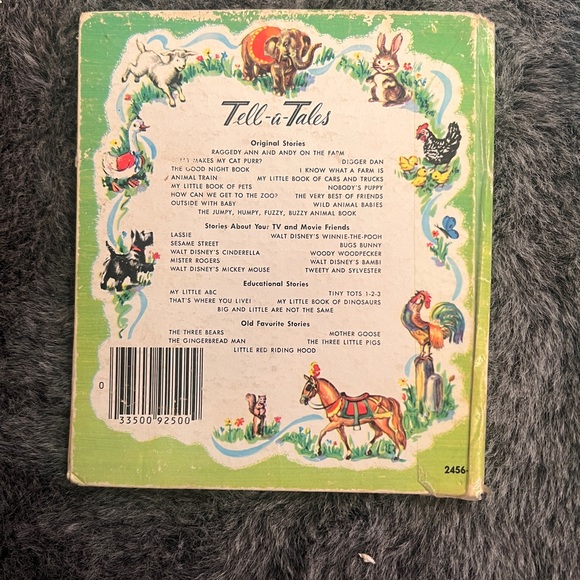 Tell-a-Tales
Original Stories
RAGGEDY ANN AND ANDY ON THE FARM
MAKES MY CAT PURR? DIGGER DAN
THE GOOD NIGHT BOOK I KNOW WHAT A FARM IS
ANIMAL TRAIN MY LITTLE BOOK OF CARS AND TRUCKS
MY LITTLE BOOK OF PETS NOBODY'S PUPPY
HOW CAN WE GET TO THE ZOO? THE VERY BEST OF FRIENDS
OUTSIDE WITH BABY WILD ANIMAL BABIES
THE JUMPY, HUMPY, FUZZY, BUZZY ANIMAL BOOK
Stories About Your TV and Movie Friends
LASSIE WALT DISNEY'S WINNIE-THE-POOH
SESAME STREET BUGS BUNNY
WALT DISNEY'S CINDERELLA WOODY WOODPECKER
MISTER ROGERS WALT DISNEY'S BAMBI
WALT DISNEY'S MICKEY MOUSE TWEETY AND SYLVESTER
Educational Stories
MY LITTLE ABC TINY TOTS 1-2-3
THAT'S WHERE YOU LIVE! MY LITTLE BOOK OF DINOSAURS
BIG AND LITTLE ARE NOT THE SAME
Old Favorite Stories
THE THREE BEARS MOTHER GOOSE
THE GINGERBREAD MAN THE THREE LITTLE PIGS
LITTLE RED RIDING HOOD
0
33500 92500
2456-